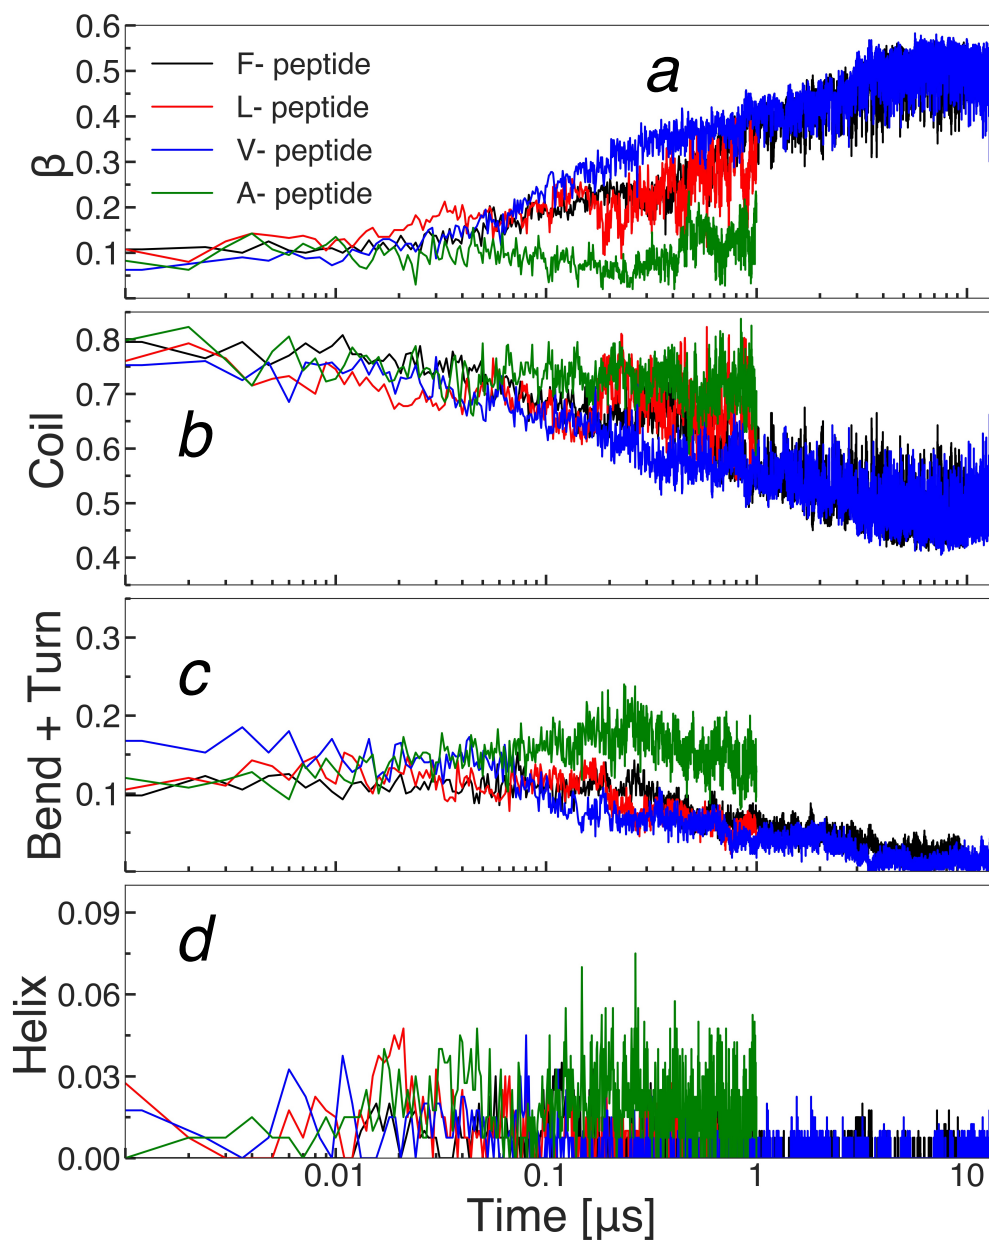 0.6
F- peptide
a
0.5
L- peptide
0.4
β
0.3
V- peptide
0.2
A- peptide
0.1
0.8
0.7
Coil
b
0.6
0.5
0.4
0.3
Bend + Turn
c
0.2
0.1
0.09
d
Helix
0.06
0.03
0.00
0.01
0.1
1
10
Time [μs]